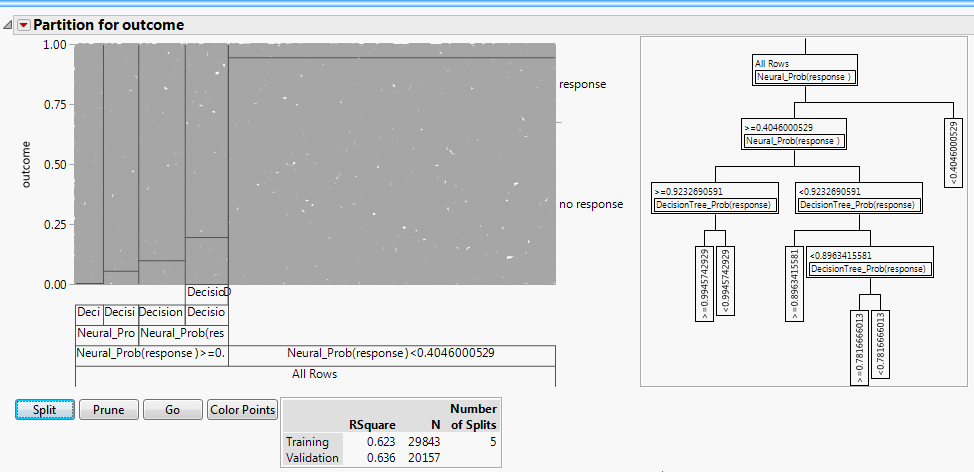 Partition for outcome
1.00
0.75
0.50
0.25
0.00
outcome
response
no response
Decisio
Deci Decisi Decision Decisio
Neural_Pro Neural_Prob(res
Neural_Prob(response )>=0. Neural_Prob(response )<0.4046000529
All Rows
All Rows
Neural_Prob(response )
>=0.4046000529
Neural_Prob(response )
<0.4046000529
>=0.9232690591
DecisionTree_Prob(response)
<0.9232690591
DecisionTree_Prob(response)
>=0.9945742929
<0.9945742929
>=0.8963415581
<0.8963415581
DecisionTree_Prob(response)
>=0.7816666013
<0.7816666013
Split Prune Go Color Points
Number
RSquare N of Splits
Training 0.623 29843 5
Validation 0.636 20157